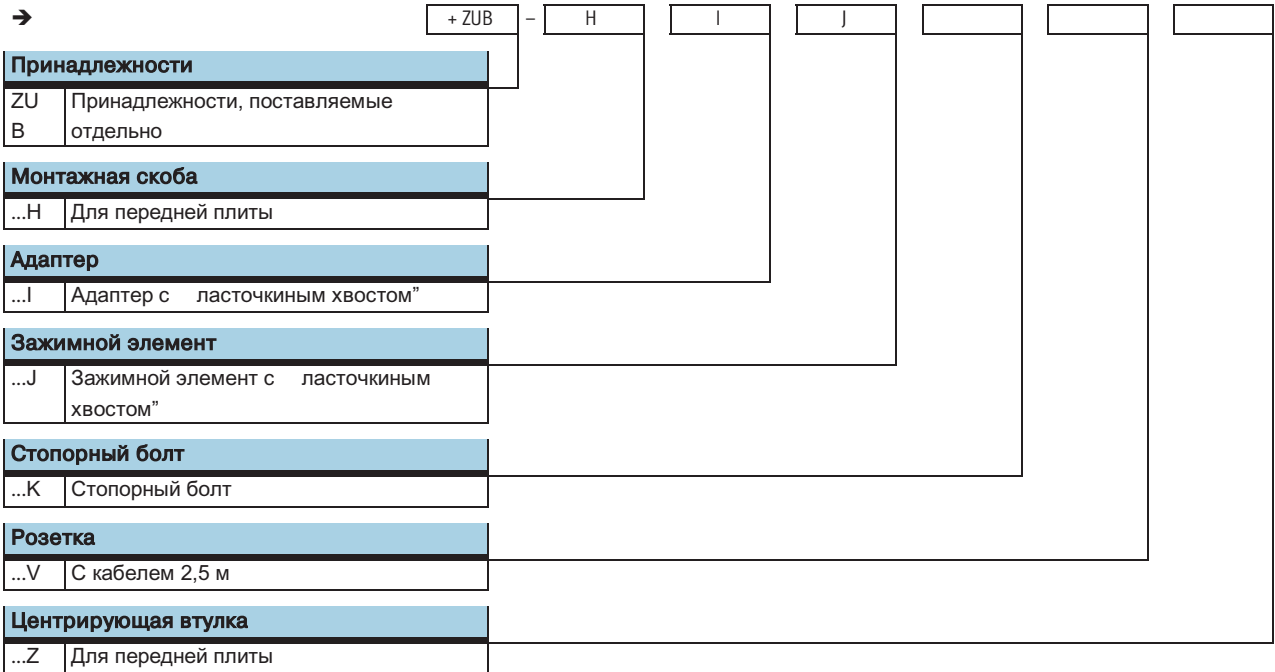 ➔ + ZUB – H I J
Принадлежности
ZU Принадлежности, поставляемые
B отдельно
Монтажная скоба
...H Для передней плиты
Адаптер
...I Адаптер с ласточкиным хвостом”
Зажимной элемент
...J Зажимной элемент с ласточкиным
хвостом”
Стопорный болт
...K Стопорный болт
Розетка
...V С кабелем 2,5 м
Центрирующая втулка
...Z Для передней плиты